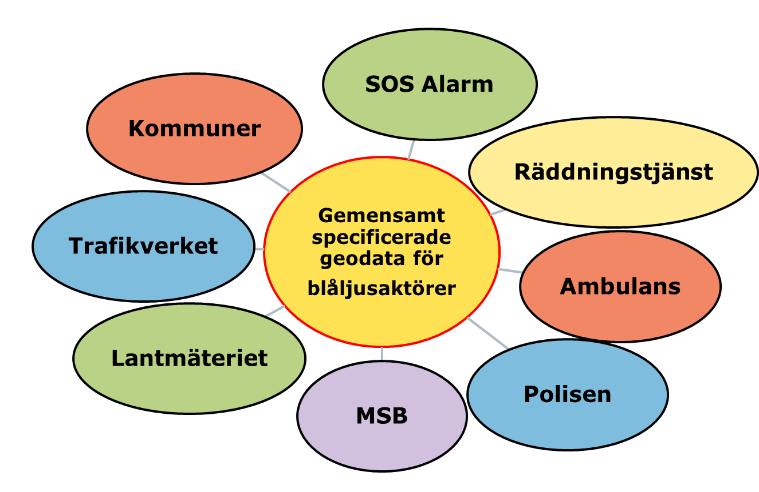 SOS Alarm
Kommuner
Räddningstjänst
Gemensamt
specificerade
geodata för
blåljusaktörer
Trafikverket
Ambulans
Lantmäteriet
Polisen
MSB